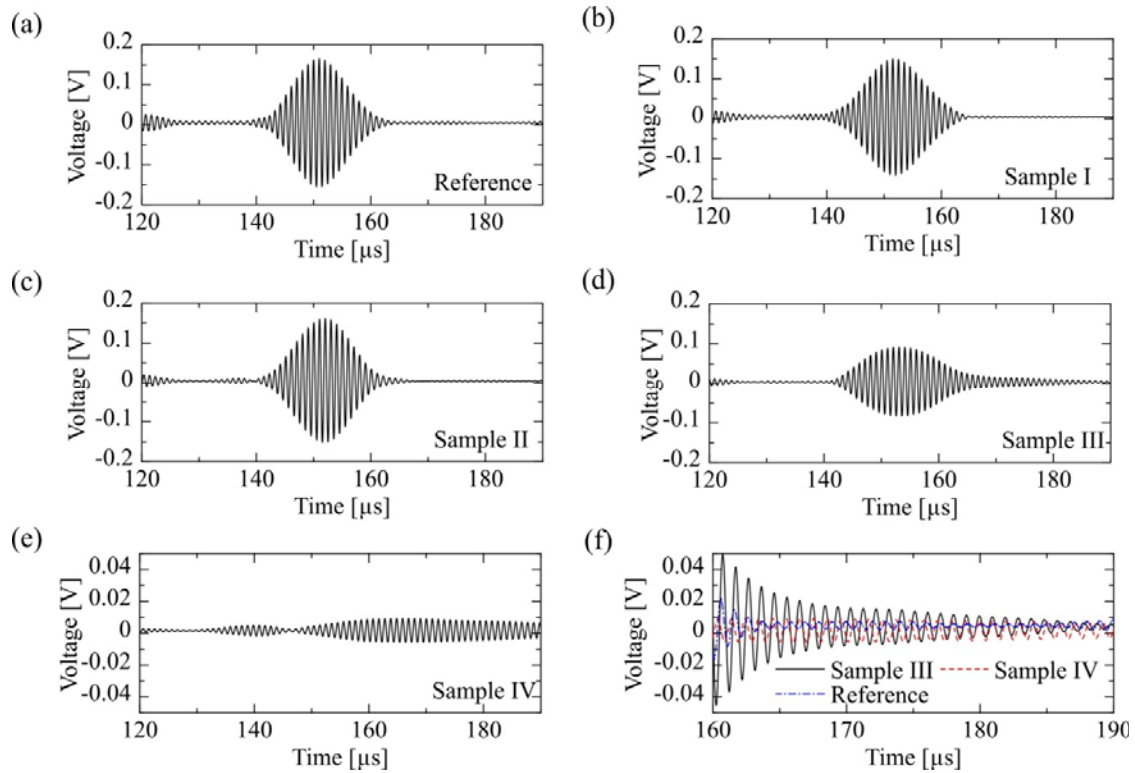 (a)
0.2
0.1
0
-0.1
-0.2
Voltage [V]
Reference
120 140 160 180
Time [µs]
(b)
0.2
0.1
0
-0.1
-0.2
Voltage [V]
Sample I
120 140 160 180
Time [µs]
(c)
0.2
0.1
0
-0.1
-0.2
Voltage [V]
Sample II
120 140 160 180
Time [µs]
(d)
0.2
0.1
0
-0.1
-0.2
Voltage [V]
Sample III
120 140 160 180
Time [µs]
(e)
0.04
0.02
0
-0.02
-0.04
Voltage [V]
Sample IV
120 140 160 180
Time [µs]
(f)
0.04
0.02
0
-0.02
-0.04
Voltage [V]
Sample III Sample IV
Reference
160 170 180 190
Time [µs]